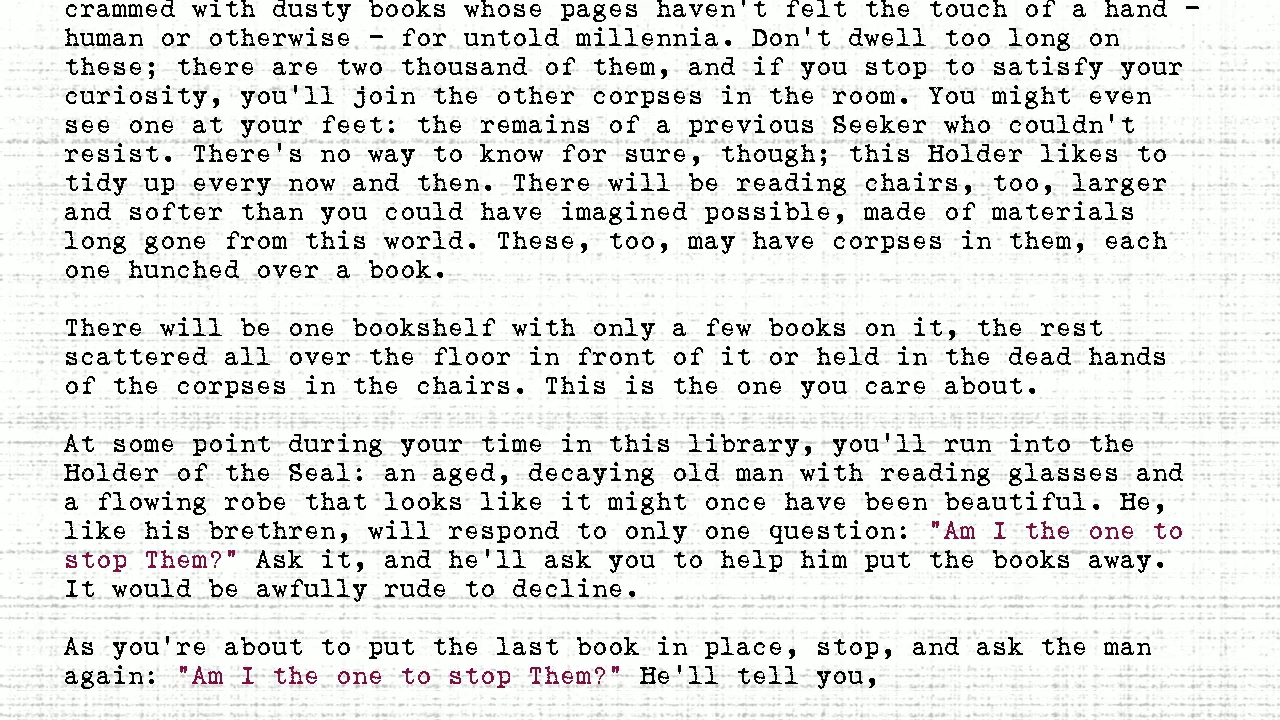 crammed with dusty books whose pages haven't felt the touch of a hand -
human or otherwise - for untold millennia. Don't dwell too long on
these; there are two thousand of them, and if you stop to satisfy your
curiosity, you'll join the other corpses in the room. You might even
see one at your feet: the remains of a previous Seeker who couldn't
resist. There's no way to know for sure, though; this Holder likes to
tidy up every now and then. There will be reading chairs, too, larger
and softer than you could have imagined possible, made of materials
long gone from this world. These, too, may have corpses in them, each
one hunched over a book.
There will be one bookshelf with only a few books on it, the rest
scattered all over the floor in front of it or held in the dead hands
of the corpses in the chairs. This is the one you care about.
At some point during your time in this library, you'll run into the
Holder of the Seal: an aged, decaying old man with reading glasses and
a flowing robe that looks like it might once have been beautiful. He,
like his brethren, will respond to only one question: "Am I the one to
stop Them?" Ask it, and he'll ask you to help him put the books away.
It would be awfully rude to decline.
As you're about to put the last book in place, stop, and ask the man
again: "Am I the one to stop Them?" He'll tell you,